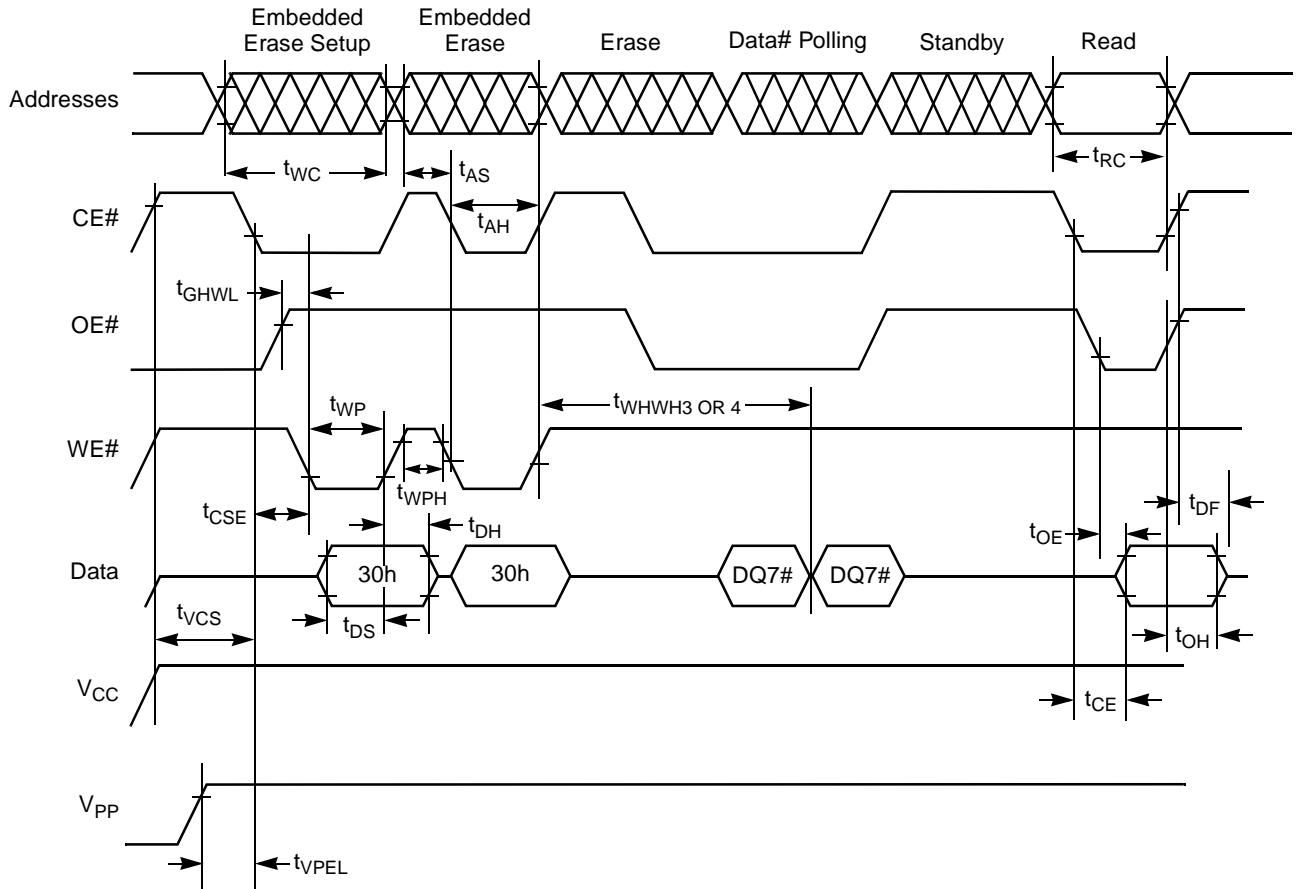 Embedded
Erase Setup
Embedded
Erase
Erase
Data# Polling
Standby
Read
Addresses
tWC
tAS
tRC
CE#
tAH
tGHWL
OE#
tWP
tWHWH3 OR 4
WE#
tWPH
tCSE
tDH
tDF
tOE
Data
30h
30h
DQ7#
DQ7#
tVCS
tDS
tOH
VCC
tCE
VPP
tVPEL